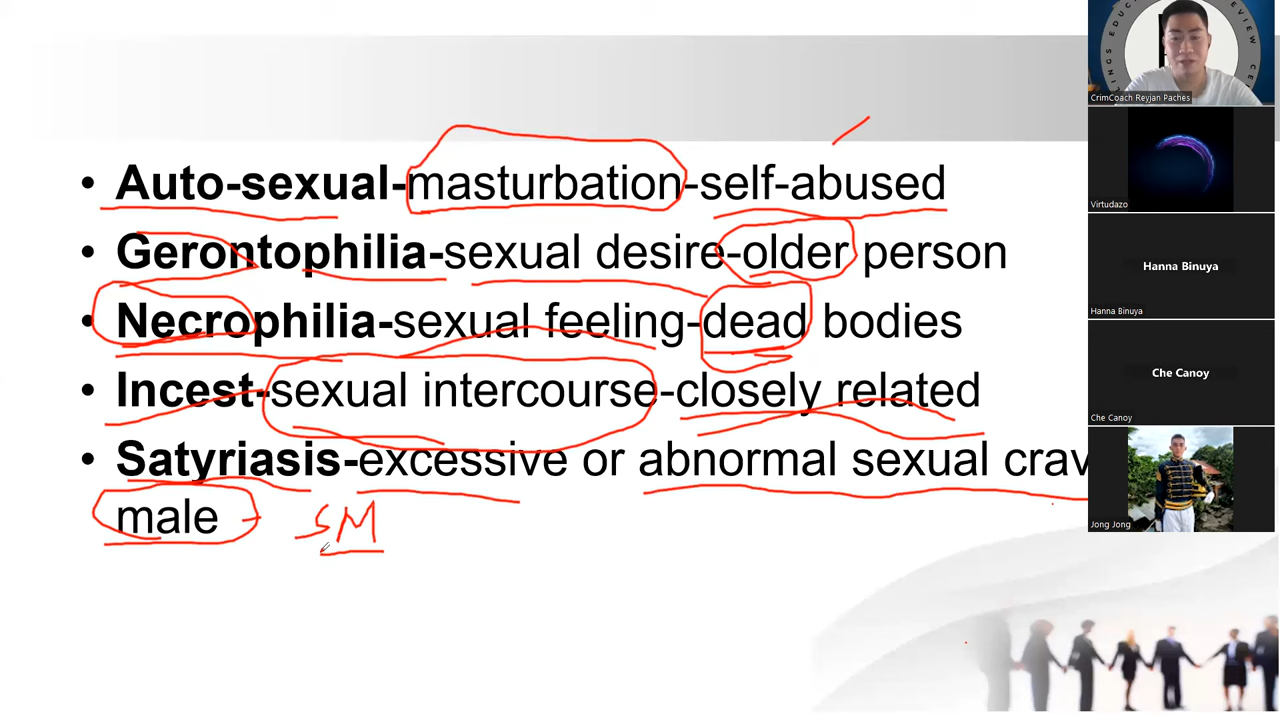 • Auto-sexual-masturbation-self-abused
• Gerontophilia-sexual desire-older person
• Necrophilia-sexual feeling-dead bodies
• Incest-sexual intercourse-closely related
• Satyriasis-excessive or abnormal sexual crav
male - SM
CrimCoach Reyjan Paches
Virtudazo
Hanna Binuya
Hanna Binuya
Che Canoy
Che Canoy
Jong Jong